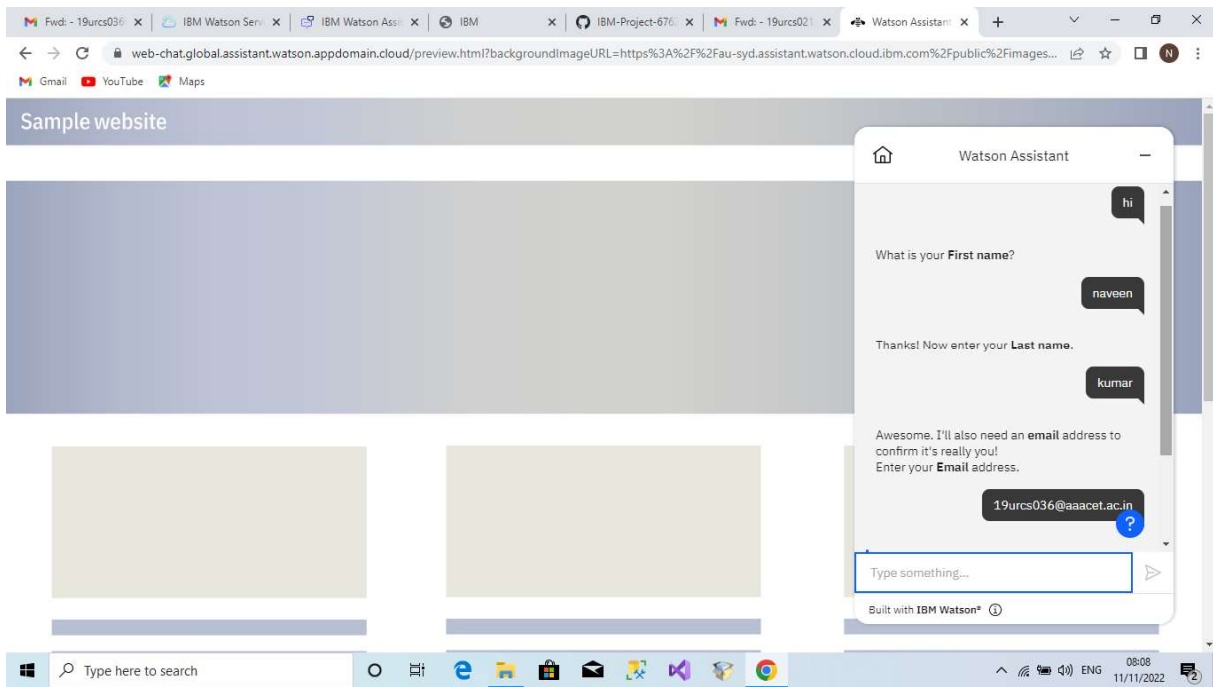 Fwd: - 19urcs036
IBM Watson Serv
IBM Watson Assi
IBM
IBM-Project-676
Fwd: - 19urcs021
Watson Assistant
web-chat.global.assistant.watson.appdomain.cloud/preview.html?backgroundImageURL=https%3A%2F%2Fau-syd.assistant.watson.cloud.ibm.com%2Fpublic%2Fimages...
N
Gmail
YouTube
Maps
Sample website
Watson Assistant
hi
What is your First name?
naveen
Thanks! Now enter your Last name.
kumar
Awesome. I'll also need an email address to
confirm it's really you!
Enter your Email address.
19urcs036@aaacet.ac.in
?
Type something...
Built with IBM Watson® 
Type here to search
ENG
08:08
11/11/2022
2